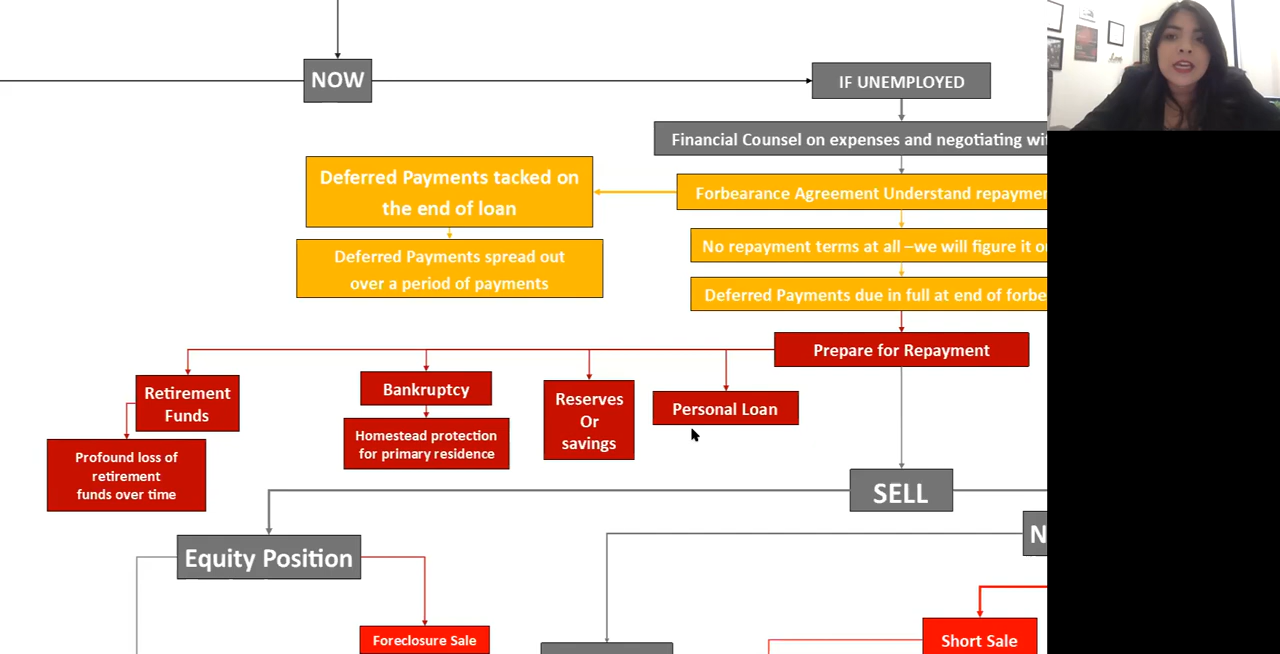 NOW
IF UNEMPLOYED
Financial Counsel on expenses and negotiating
Deferred Payments tacked on
the end of loan
Forbearance Agreement Understand
No repayment terms at all –we will figure it
Deferred Payments spread out
over a period of payments
Deferred Payments due in full at end of
Prepare for Repayment
Retirement
Funds
Bankruptcy
Reserves
Or
savings
Personal Loan
Homestead protection
for primary residence
Profound loss of
retirement
funds over time
SELL
Equity Position
Foreclosure Sale
Short Sale